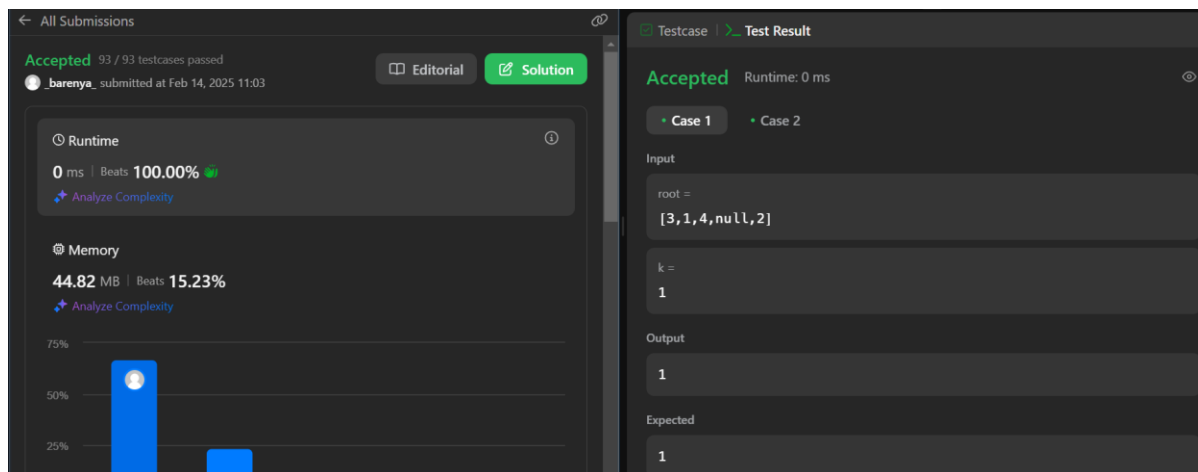 ← All Submissions
Accepted 93 / 93 testcases passed
_barenya_ submitted at Feb 14, 2025 11:03
Editorial
Solution
Runtime
0 ms | Beats 100.00%
Analyze Complexity
Memory
44.82 MB | Beats 15.23%
Analyze Complexity
75%
50%
25%
Testcase | >_ Test Result
Accepted Runtime: 0 ms
• Case 1 • Case 2
Input
root =
[3,1,4,null,2]
k =
1
Output
1
Expected
1